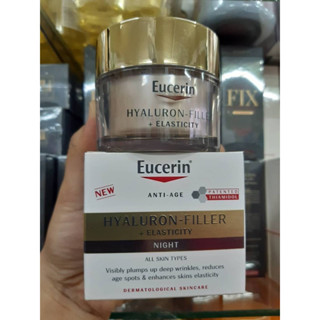 Eucerin
HYALURON-FILLER
+ ELASTICITY
FIX
Eucerin
NEW
ANTI-AGE
PATENTED
THIAMIDOL
HYALURON-FILLER
+ ELASTICITY
NIGHT
ALL SKIN TYPES
Visibly plumps up deep wrinkles, reduces
age spots & enhances skins elasticity
DERMATOLOGICAL SKINCARE